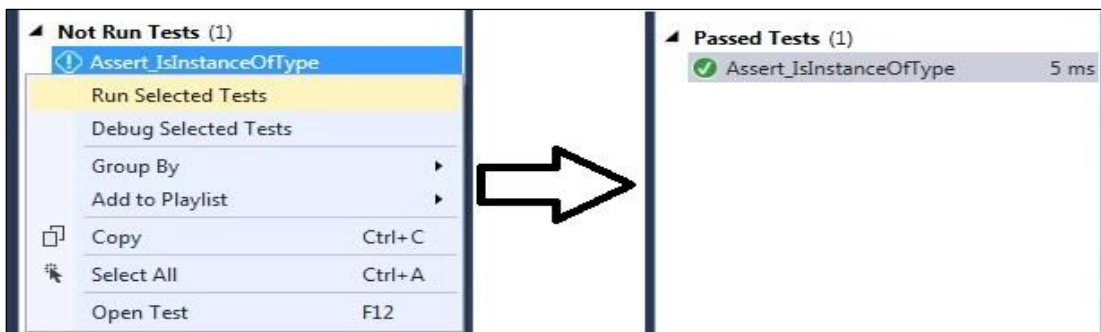 Not Run Tests (1)
Assert_IsInstanceOfType
Run Selected Tests
Debug Selected Tests
Group By
Add to Playlist
Copy Ctrl+C
Select All Ctrl+A
Open Test F12
Passed Tests (1)
Assert_IsInstanceOfType 5 ms